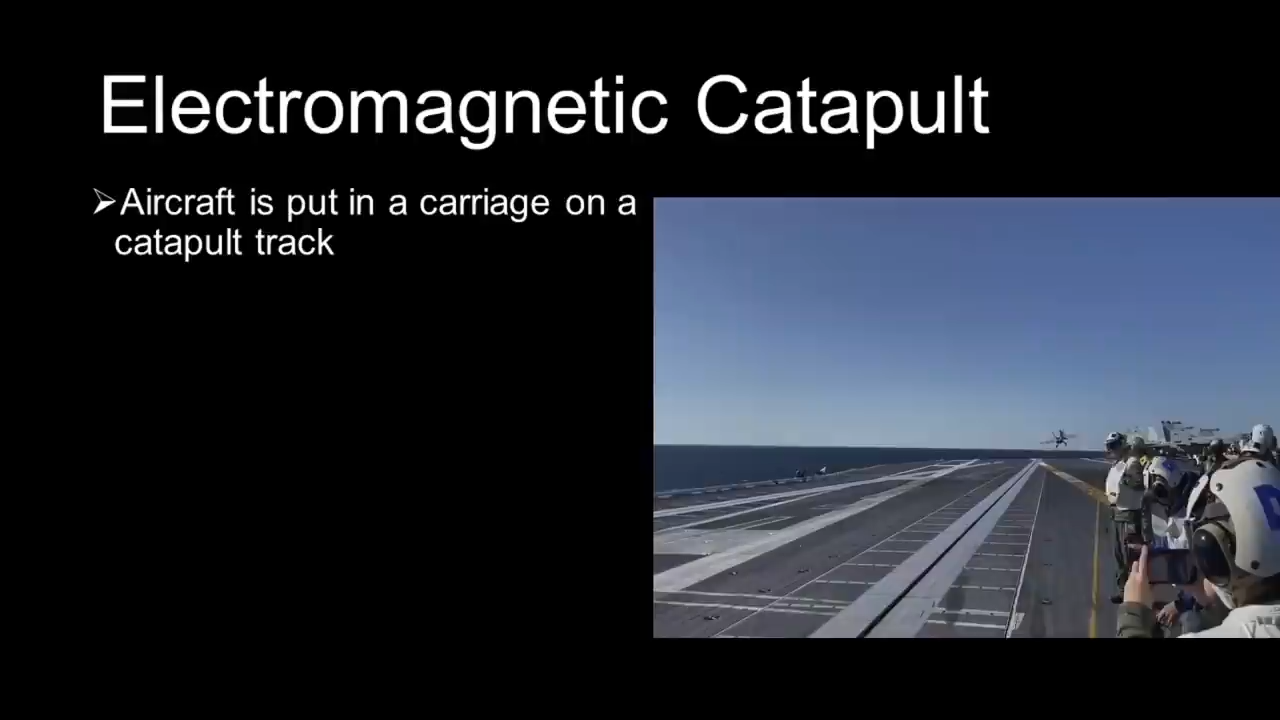 Electromagnetic Catapult
➢Aircraft is put in a carriage on a
catapult track